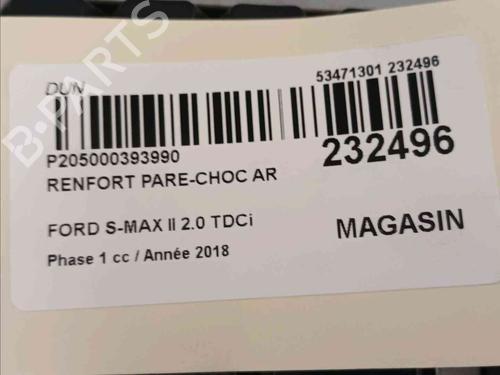 DUN
53471301 232496
P205000393990
232496
RENFORT PARE-CHOC AR
FORD S-MAX II 2.0 TDCi
MAGASIN
Phase 1 cc / Année 2018
B-PARTS